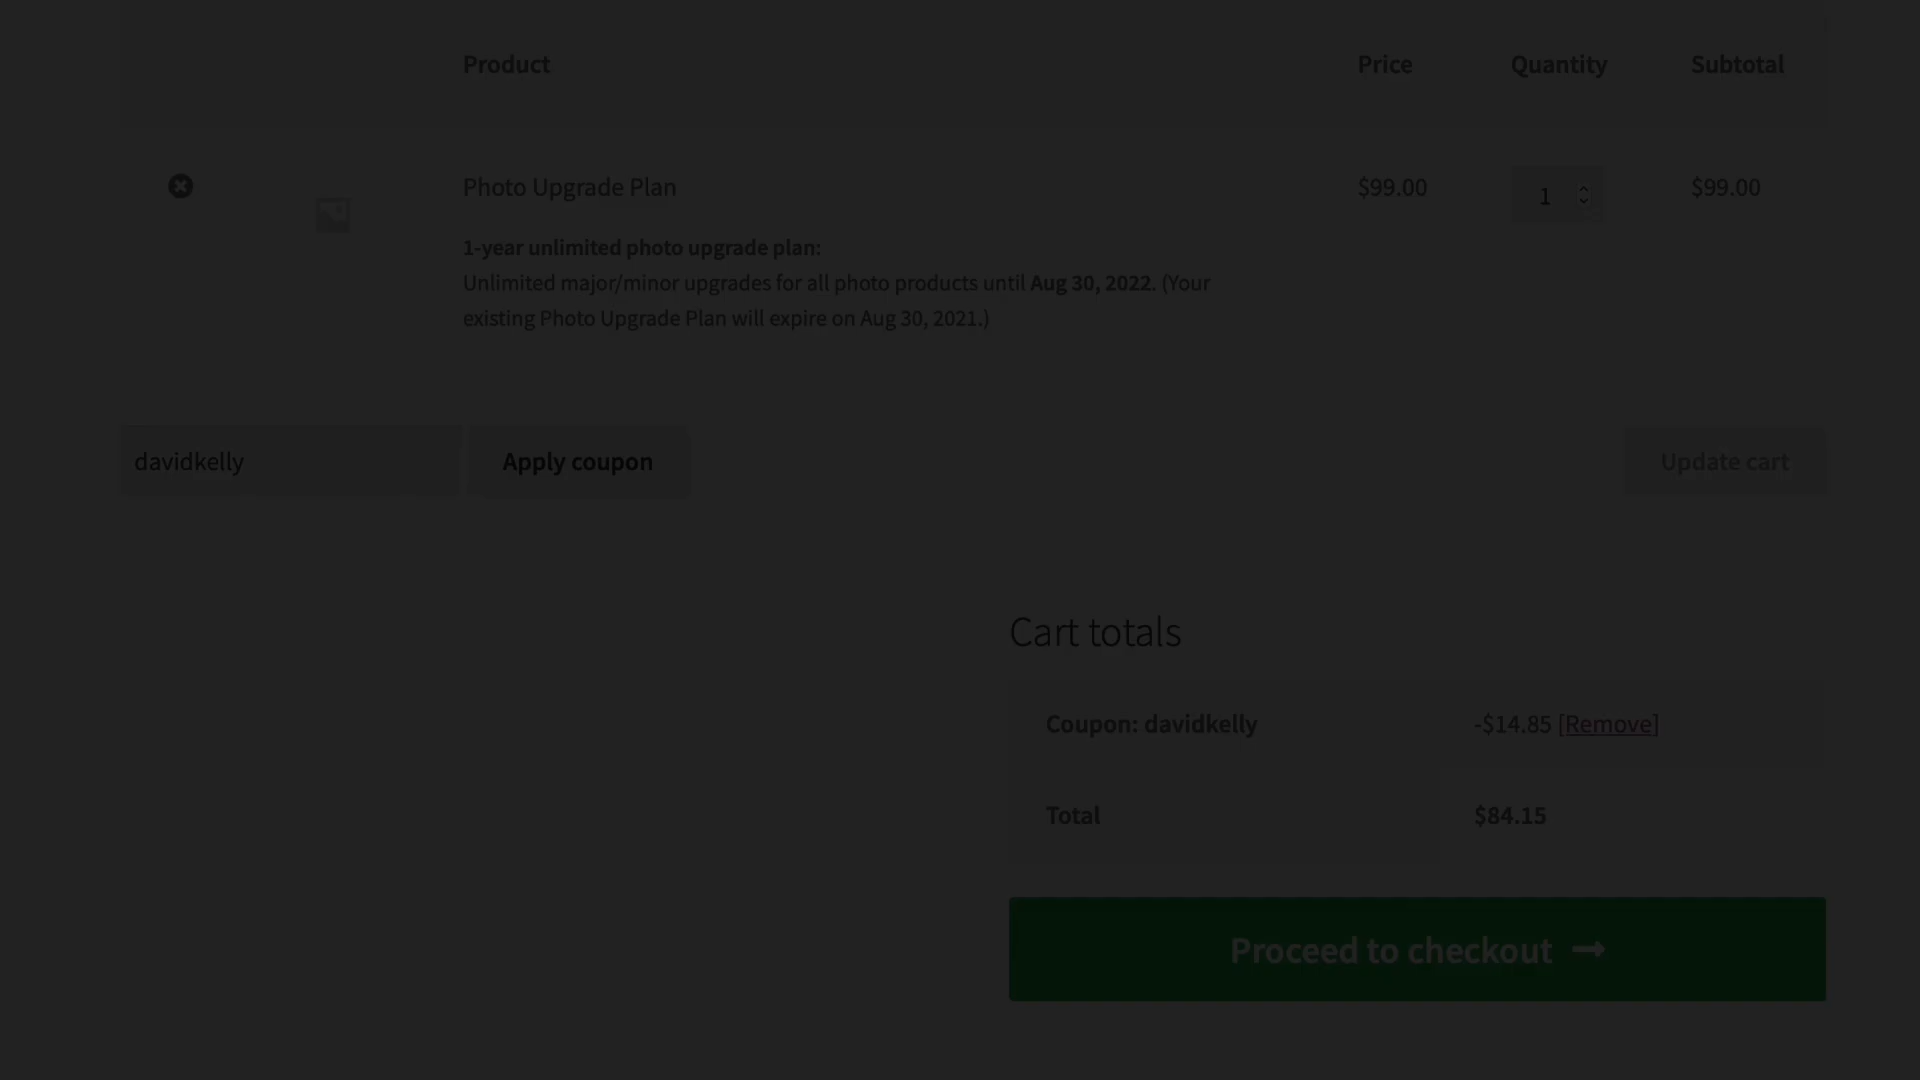 Product Price Quantity Subtotal
Photo Upgrade Plan $99.00 1 $99.00
1-year unlimited photo upgrade plan:
Unlimited major/minor upgrades for all photo products until Aug 30, 2022. (Your
existing Photo Upgrade Plan will expire on Aug 30, 2021.)
davidkelly Apply coupon Update cart
Cart totals
Coupon: davidkelly -$14.85 [Remove]
Total $84.15
Proceed to checkout